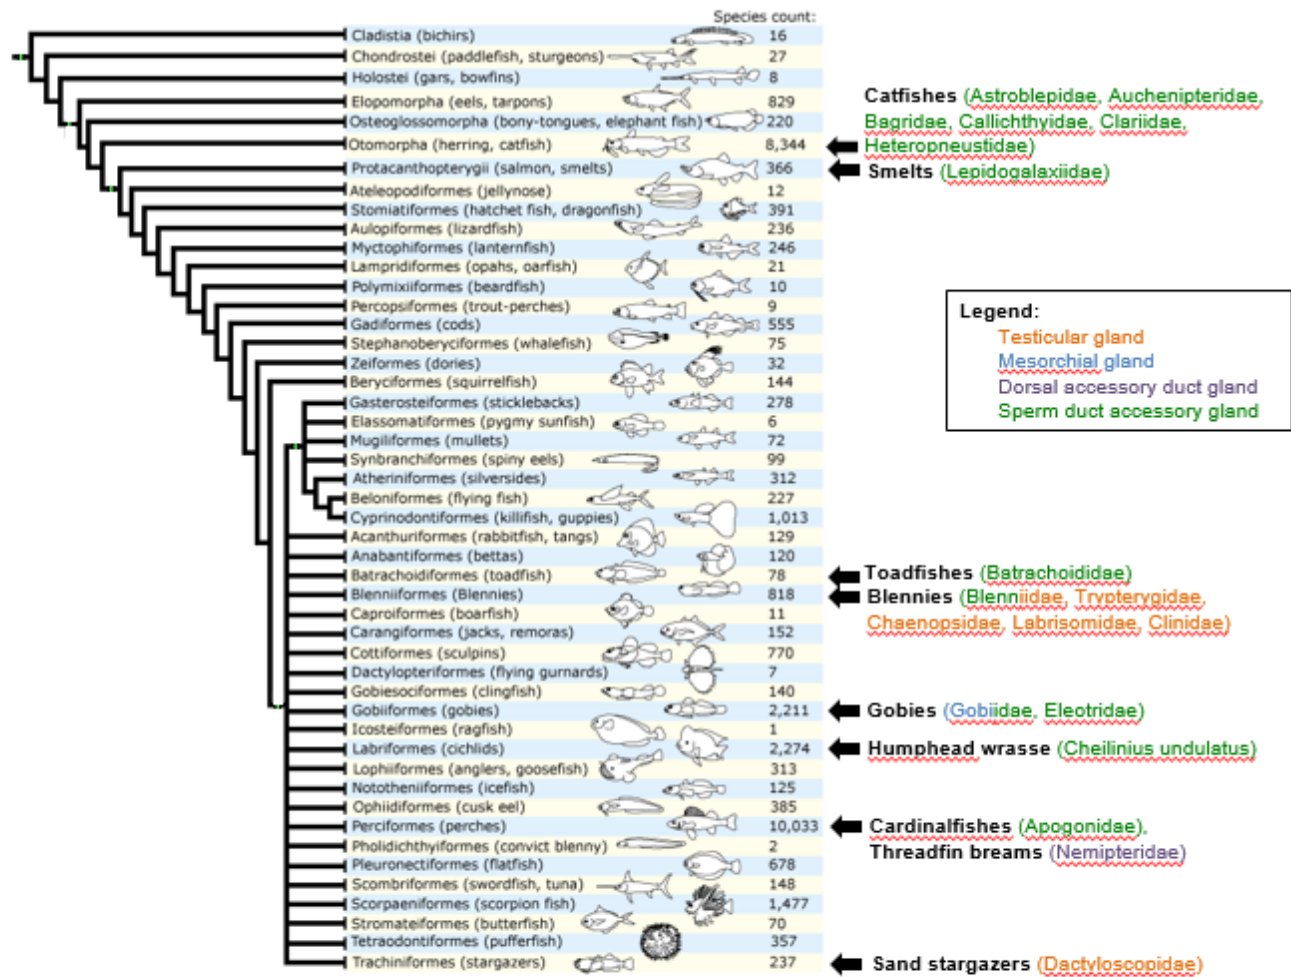 Species count:
Cladistia (bichirs) 16
Chondrostei (paddlefish, sturgeons) 27
Holostei (gars, bowfins) 8
Elopomorpha (eels, tarpons) 829
Osteoglossomorpha (bony-tongues, elephant fish) 220
Otomorpha (herring, catfish) 8,344
Protacanthopterygii (salmon, smelts) 366
Ateleopodiformes (jellynose) 12
Stomiatiformes (hatchet fish, dragonfish) 391
Aulopiformes (lizardfish) 236
Myctophiformes (lanternfish) 246
Lampridiformes (opahs, oarfish) 21
Polymixiiformes (beardfish) 10
Percopsiformes (trout-perches) 9
Gadiformes (cods) 555
Stephanoberyciformes (whalefish) 75
Zeiformes (dories) 32
Beryciformes (squirrelfish) 144
Gasterosteiformes (sticklebacks) 278
Elassomatiformes (pygmy sunfish) 6
Mugiliformes (mullets) 72
Synbranchiformes (spiny eels) 99
Atheriniformes (silversides) 312
Beloniformes (flying fish) 227
Cyprinodontiformes (killifish, guppies) 1,013
Acanthuriformes (rabbitfish, tangs) 129
Anabantiformes (bettas) 120
Batrachoidiformes (toadfish) 78
Blenniiformes (Blennies) 818
Caproiformes (boarfish) 11
Carangiformes (jacks, remoras) 152
Cottiformes (sculpins) 770
Dactylopteriformes (flying gurnards) 7
Gobiesociformes (clingfish) 140
Gobiiformes (gobies) 2,211
Icosteiformes (ragfish) 1
Labriformes (cichlids) 2,274
Lophiiformes (anglers, goosefish) 313
Nototheniiformes (icefish) 125
Ophidiiformes (cusk eel) 385
Perciformes (perches) 10,033
Pholidichthyiformes (convict blenny) 2
Pleuronectiformes (flatfish) 678
Scombriformes (swordfish, tuna) 148
Scorpaeniformes (scorpion fish) 1,477
Stromateiformes (butterfish) 70
Tetraodontiformes (pufferfish) 357
Trachiniformes (stargazers) 237
Catfishes (Astroblepidae, Auchenipteridae,
Bagridae, Callichthyidae, Clariidae,
Heteropneustidae)
Smelts (Lepidogalaxiidae)
Legend:
Testicular gland
Mesorchial gland
Dorsal accessory duct gland
Sperm duct accessory gland
Toadfishes (Batrachoididae)
Blennies (Blenniidae, Trypterygidae,
Chaenopsidae, Labrisomidae, Clinidae)
Gobies (Gobiidae, Eleotridae)
Humphead wrasse (Cheilinius undulatus)
Cardinalfishes (Apogonidae),
Threadfin breams (Nemipteridae)
Sand stargazers (Dactyloscopidae)